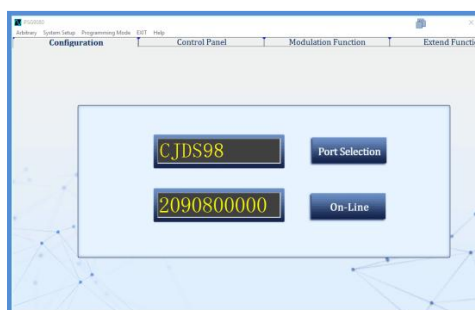 Arbitrary System Setup Programming Mode EXIT Help
Configuration Control Panel Modulation Function Extend Functi
CJDS98 Port Selection
2090800000 On-Line